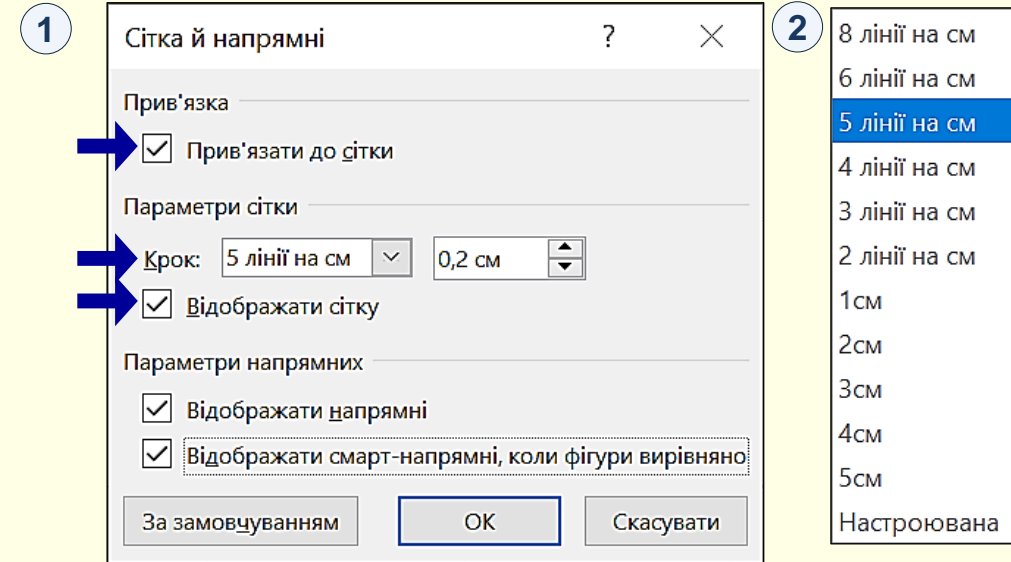 1
Сітка й напрямні ?
Прив'язка
Прив'язати до сітки
Параметри сітки
Крок: 5 лінії на см 0,2 см
Відображати сітку
Параметри напрямних
Відображати напрямні
Відображати смарт-напрямні, коли фігури вирівняно
За замовчуванням ОК Скасувати
2
8 лінії на см
6 лінії на см
5 лінії на см
4 лінії на см
3 лінії на см
2 лінії на см
1см
2см
3см
4см
5см
Настроювана